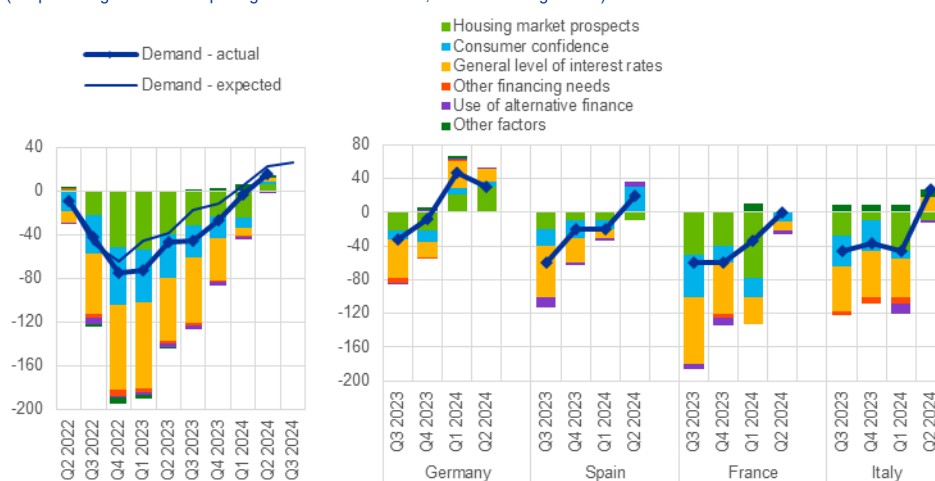 Housing market prospects
Consumer confidence
General level of interest rates
Other financing needs
Use of alternative finance
Other factors
Demand - actual
Demand - expected
40
0
-40
-80
-120
-160
-200
Q2 2022
Q3 2022
Q4 2022
Q1 2023
Q2 2023
Q3 2023
Q4 2023
Q1 2024
Q2 2024
Q3 2024
80
40
0
-40
-80
-120
-160
-200
Q3 2023
Q4 2023
Q1 2024
Q2 2024
Q3 2023
Q4 2023
Q1 2024
Q2 2024
Q3 2023
Q4 2023
Q1 2024
Q2 2024
Q3 2023
Q4 2023
Q1 2024
Q2 2024
Germany
Spain
France
Italy